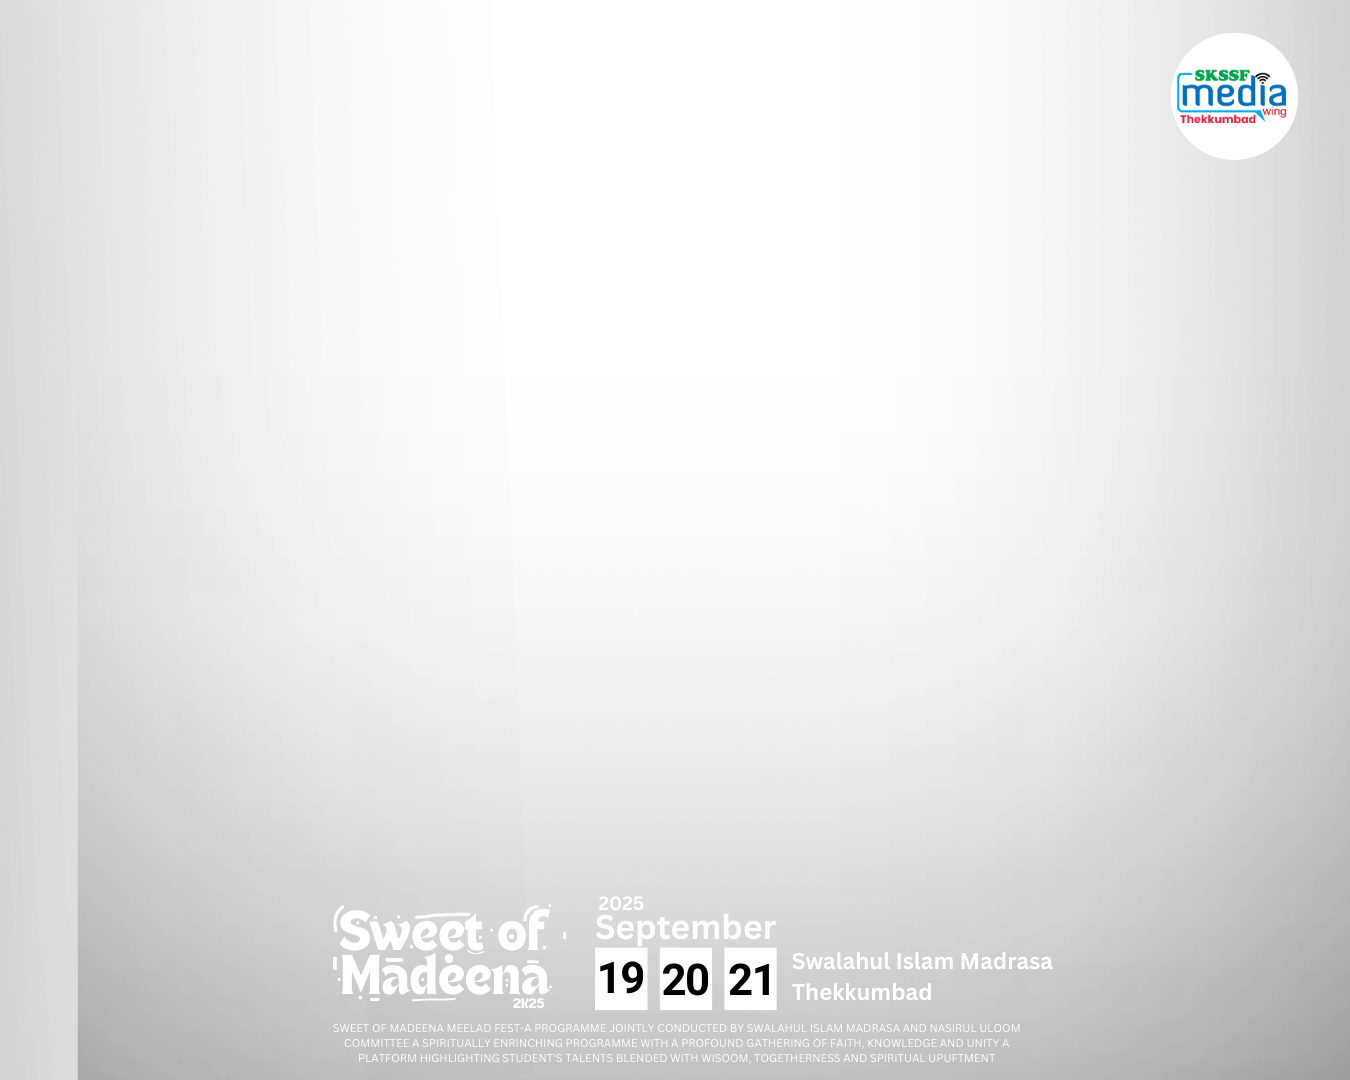 SKSSF
media
wing
Thekkumbad
Sweet of
Madeena
2K25
2025
September
19 20 21
Swalahul Islam Madrasa
Thekkumbad
SWEET OF MADEENA MEELAD FEST-A PROGRAMME JOINTLY CONDUCTED BY SWALAHUL ISLAM MADRASA AND NASIRUL ULOOM
COMMITTEE A SPIRITUALLY ENRINCHING PROGRAMME WITH A PROFOUND GATHERING OF FAITH, KNOWLEDGE AND UNITY A
PLATFORM HIGHLIGHTING STUDENT'S TALENTS BLENDED WITH WISOOM, TOGETHERNESS AND SPIRITUAL UPUFTMENT